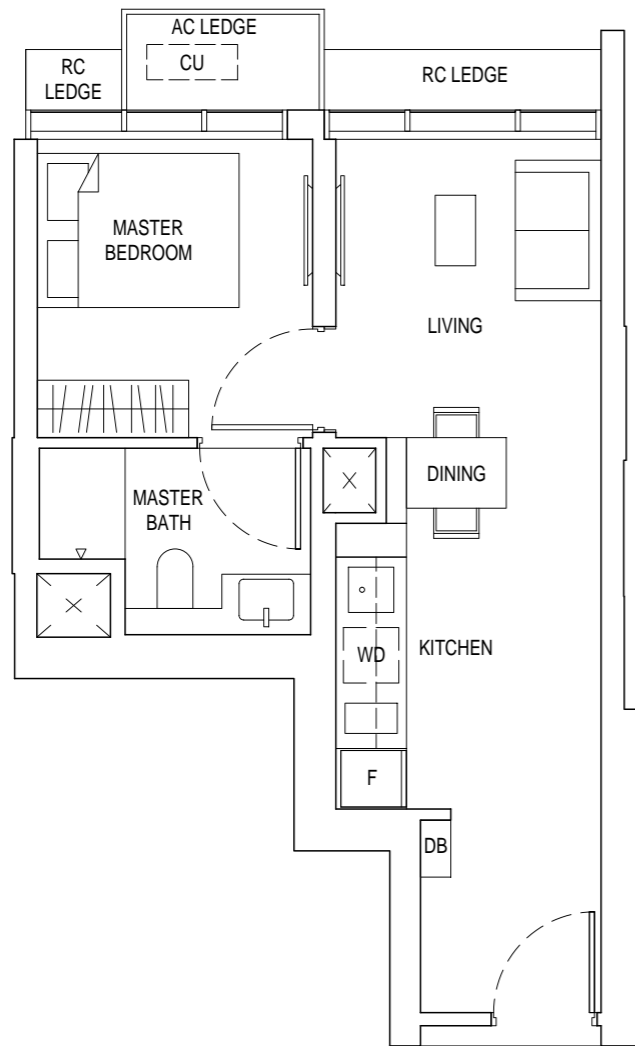 AC LEDGE
CU
RC
LEDGE
RC LEDGE
MASTER
BEDROOM
LIVING
DINING
MASTER
BATH
KITCHEN
WD
F
DB